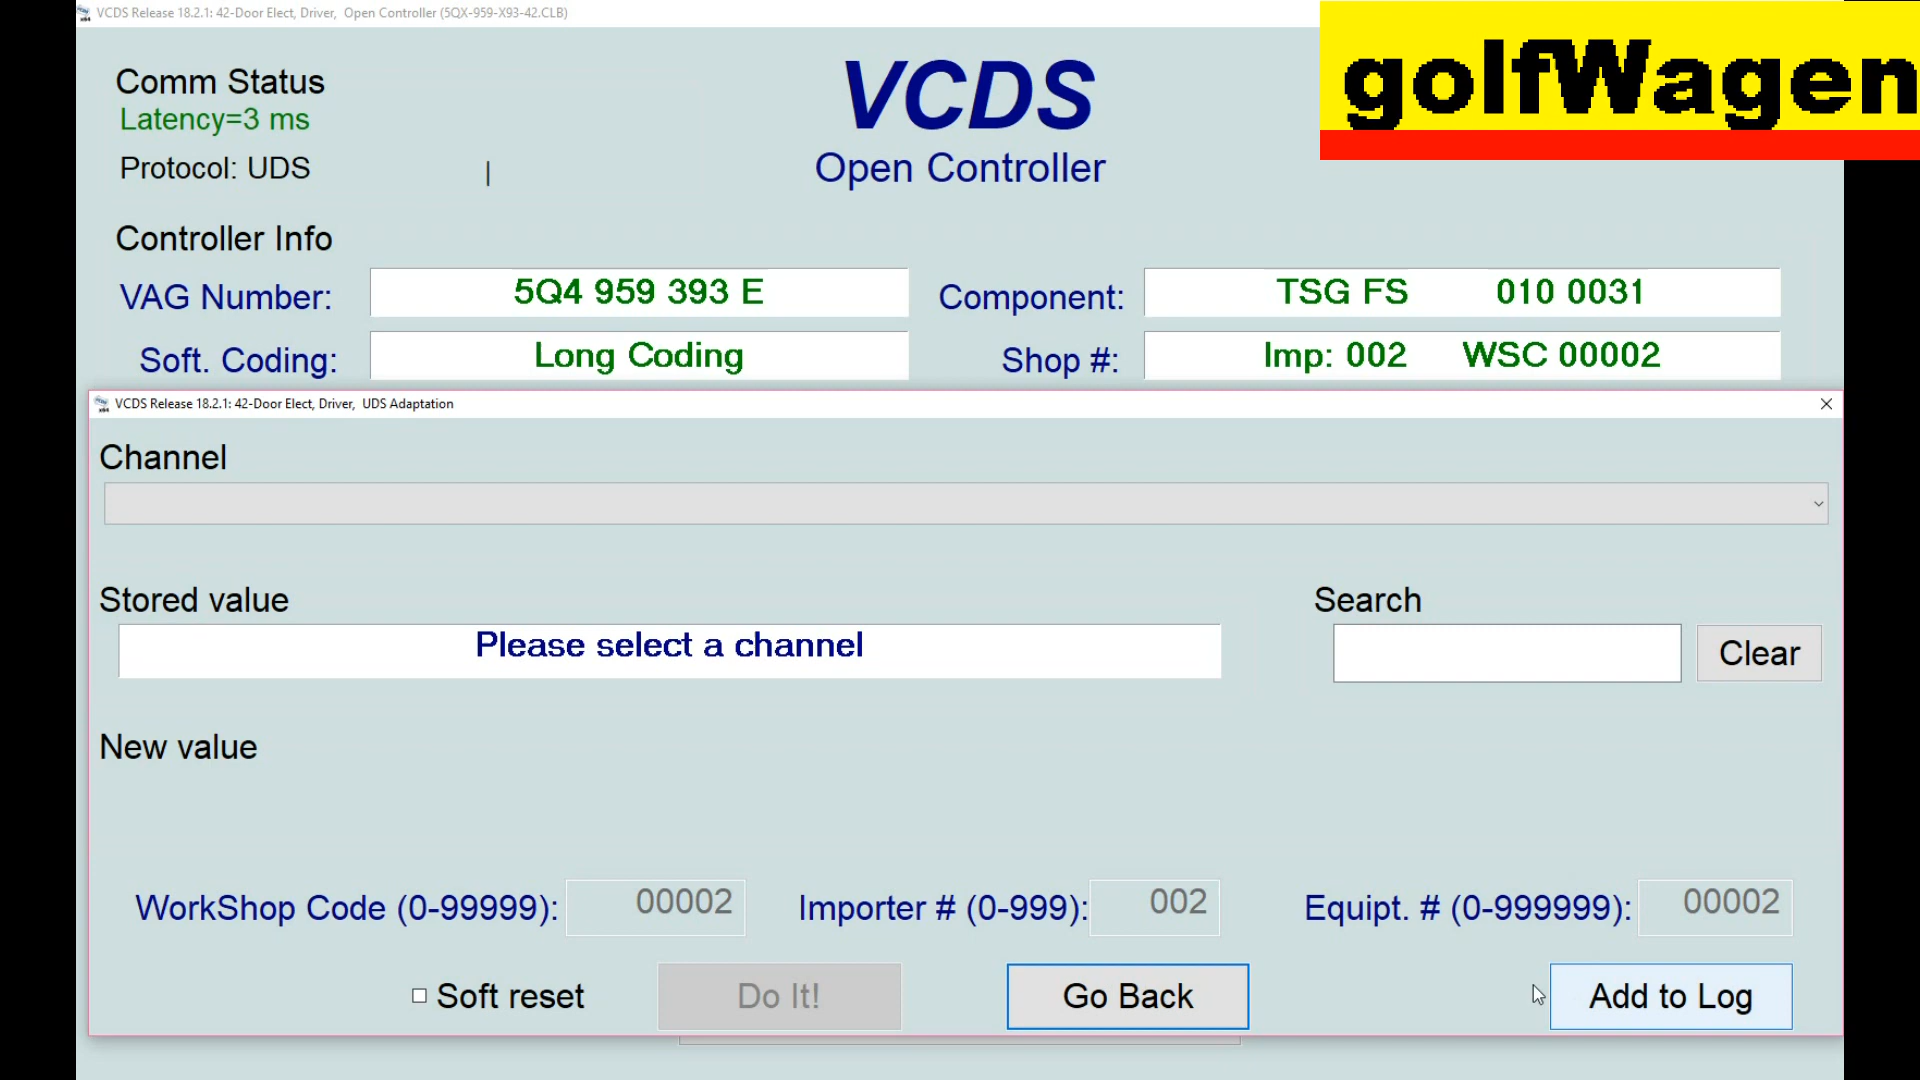 VCDS Release 18.2.1: 42-Door Elect, Driver, Open Controller (5QX-959-X93-42.CLB)
golfWagen
Comm Status
Latency=3 ms
Protocol: UDS |
VCDS
Open Controller
Controller Info
VAG Number: 5Q4 959 393 E Component: TSG FS 010 0031
Soft. Coding: Long Coding Shop #: Imp: 002 WSC 00002
VCDS Release 18.2.1: 42-Door Elect, Driver, UDS Adaptation
Channel
Stored value
Please select a channel
Search
Clear
New value
WorkShop Code (0-99999): 00002 Importer # (0-999): 002 Equipt. # (0-999999): 00002
Soft reset Do It! Go Back Add to Log